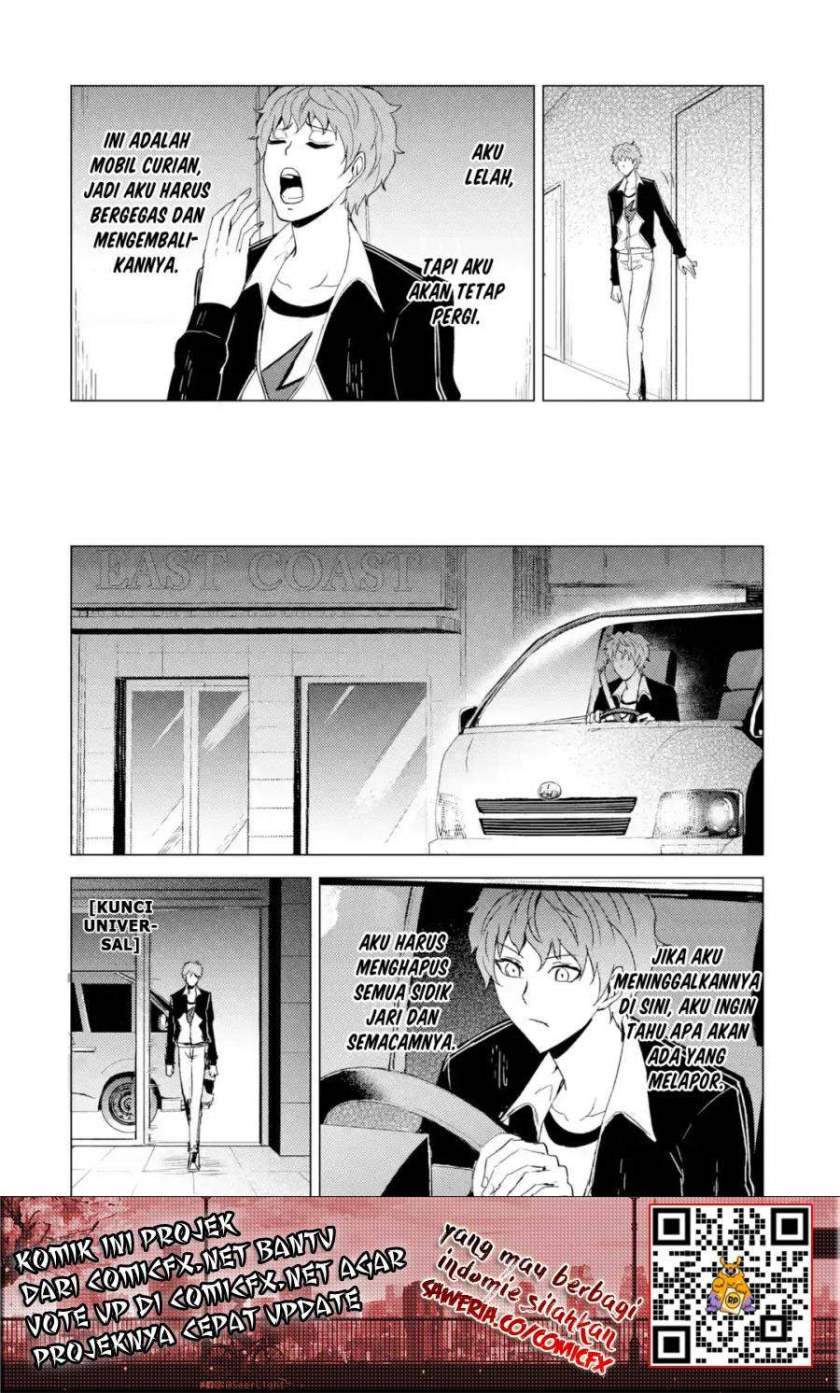 AKU
LELAH,
TAPI AKU
AKAN TETAP
PERGI.
INI ADALAH
MOBIL CURIAN,
JADI AKU HARUS
BERGEGAS DAN
MENGEMBALI-
KANNYA.
EAST COAST
JIKA AKU
MENINGGALKANNYA
DI SINI, AKU INGIN
TAHU APA AKAN
ADA YANG
MELAPOR.
AKU HARUS
MENGHAPUS
SEMUA SIDIK
JARI DAN
SEMACAMNYA.
[KUNCI
UNIVER-
SAL]
KOMIK INI PROJEK
DARI COMICFX.NET BANTU
VOTE UP DI COMICFX.NET AGAR
PROJEKNYA CEPAT UPDATE
yang mau berbagi
indomie silahkan
SAWERIA.CO/COMICFX
RP